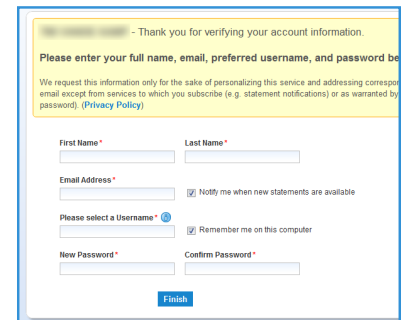 - Thank you for verifying your account information.
Please enter your full name, email, preferred username, and password be
We request this information only for the sake of personalizing this service and addressing correspor
email except from services to which you subscribe (e.g. statement notifications) or as warranted by
password). (Privacy Policy)
First Name* Last Name*
Email Address*
Notify me when new statements are available
Please select a Username*
Remember me on this computer
New Password* Confirm Password*
Finish